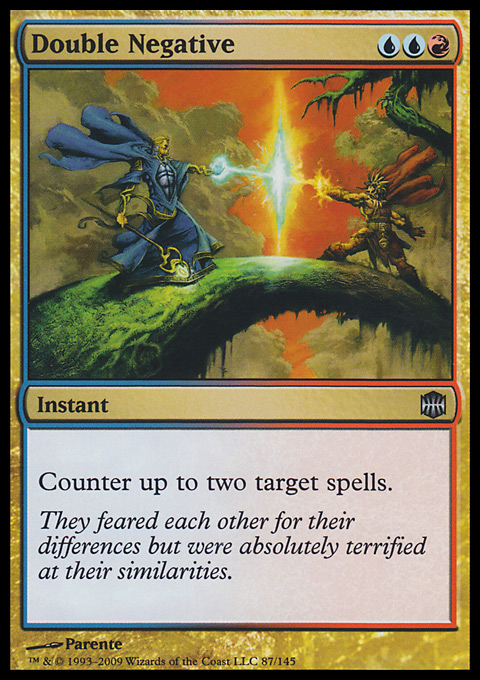 Double Negative
Instant
Counter up to two target spells.
They feared each other for their
differences but were absolutely terrified
at their similarities.
Parente
™ & © 1993–2009 Wizards of the Coast LLC 87/145